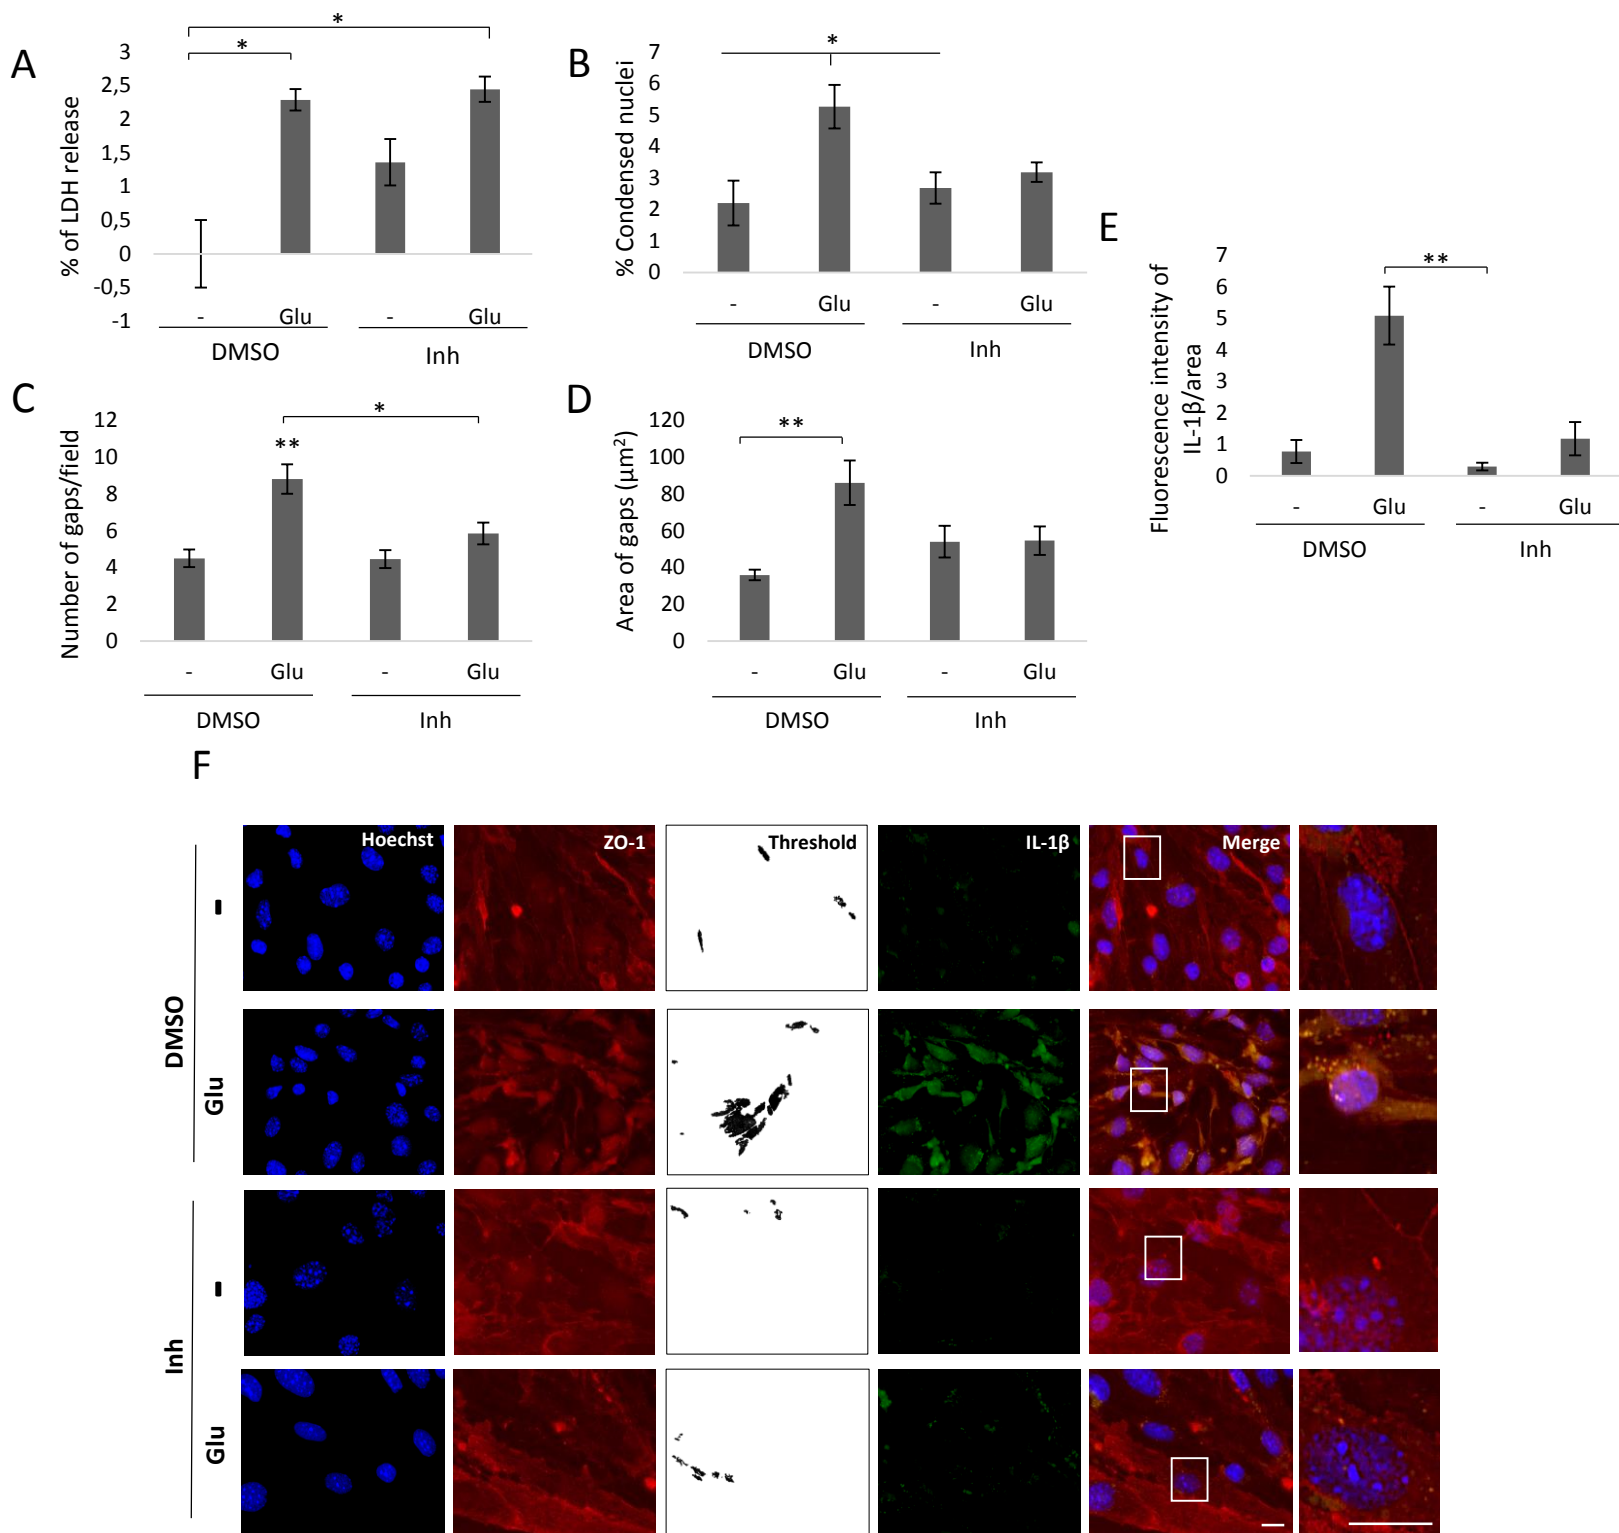 A
% of LDH release
3
2,5
2
1,5
1
0,5
0
-0,5
-1
*
*
- Glu - Glu
DMSO Inh
B
% Condensed nuclei
7
6
5
4
3
2
1
0
*
- Glu - Glu
DMSO Inh
C
Number of gaps/field
12
10
8
6
4
2
0
**
*
- Glu - Glu
DMSO Inh
D
Area of gaps (µm²)
120
100
80
60
40
20
0
**
- Glu - Glu
DMSO Inh
E
Fluorescence intensity of
IL-1β/area
7
6
5
4
3
2
1
0
**
- Glu - Glu
DMSO Inh
F
Hoechst ZO-1 Threshold IL-1β Merge
DMSO
-
Glu
Inh
-
Glu